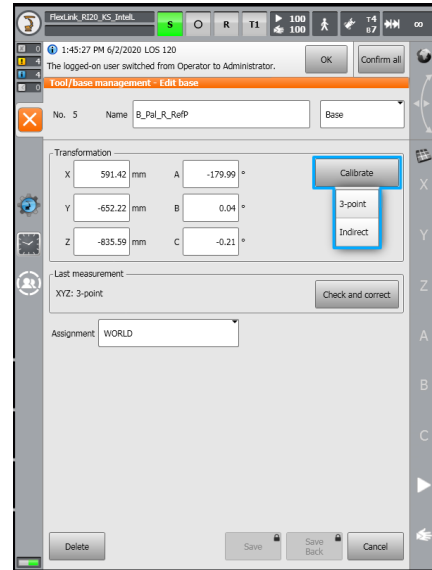 FlexLink_RI20_KS_IntelL
S O R T1 100 100 T4 B7 ∞
0 4 4 0
1:45:27 PM 6/2/2020 LOS 120
The logged-on user switched from Operator to Administrator.
OK Confirm all
Tool/base management - Edit base
No. 5 Name B_Pal_R_RefP Base
Transformation
X 591.42 mm A -179.99 °
Calibrate
3-point
Y -652.22 mm B 0.04 °
Indirect
Z -835.59 mm C -0.21 °
Last measurement
XYZ: 3-point
Check and correct
Assignment WORLD
X
Y
Z
A
B
C
Delete Save Save Back Cancel